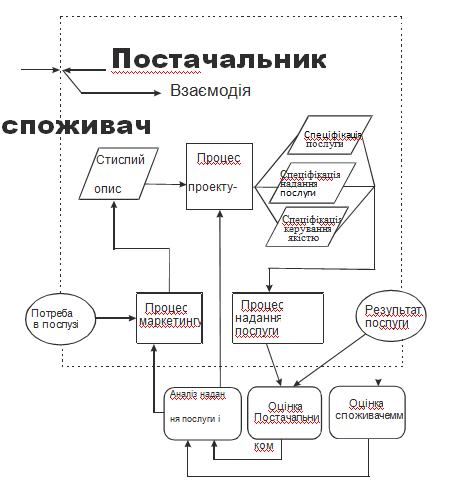 Постачальник
Взаємодія
споживач
Стислий
опис
Процес
проекту-
Специфікація
послуги
Специфікація
надання
послуги
Специфікація
керування
якістю
Потреба
в послузі
Процес
маркетингу
Процес
надання
послуги
Результат
послуги
Аналіз надан
ня послуги і
Оцінка
Постачальни
ком
Оцінка
споживачемм